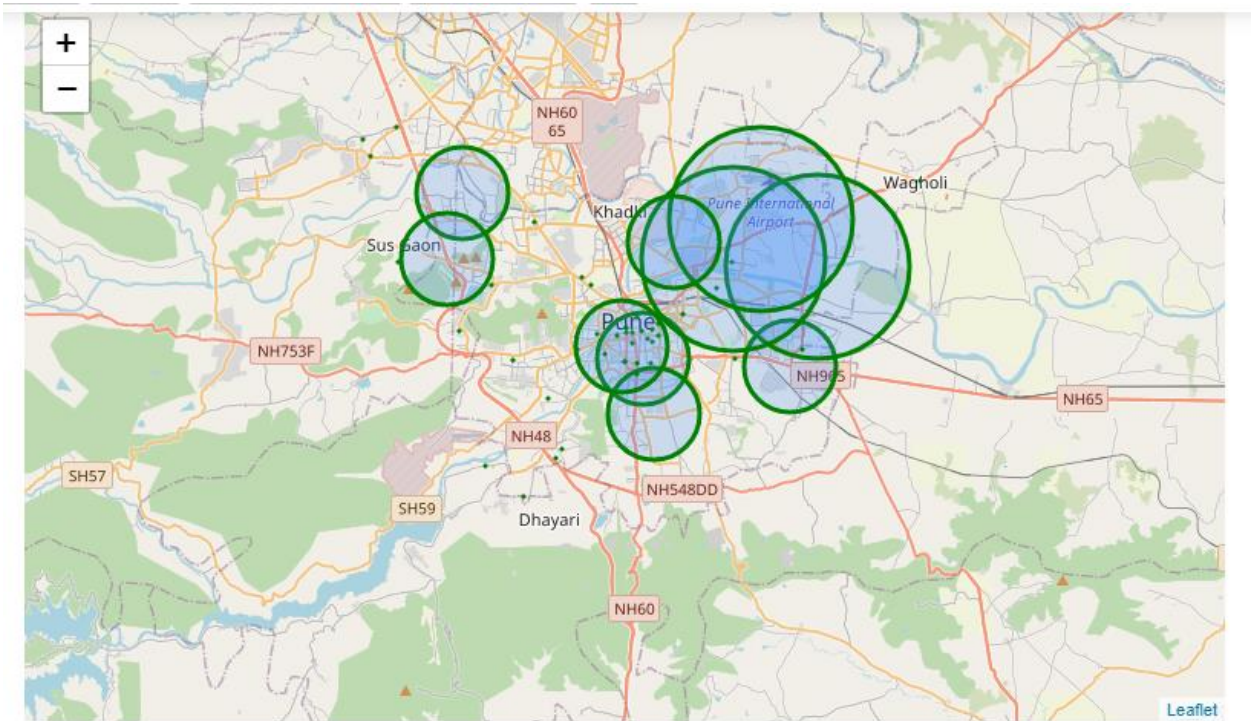 +
−
NH60
65
Wagholi
Khadki
Pune International
Airport
Sus Gaon
Pune
NH753F
NH965
NH65
NH48
SH57
NH548DD
SH59
Dhayari
NH60
Leaflet